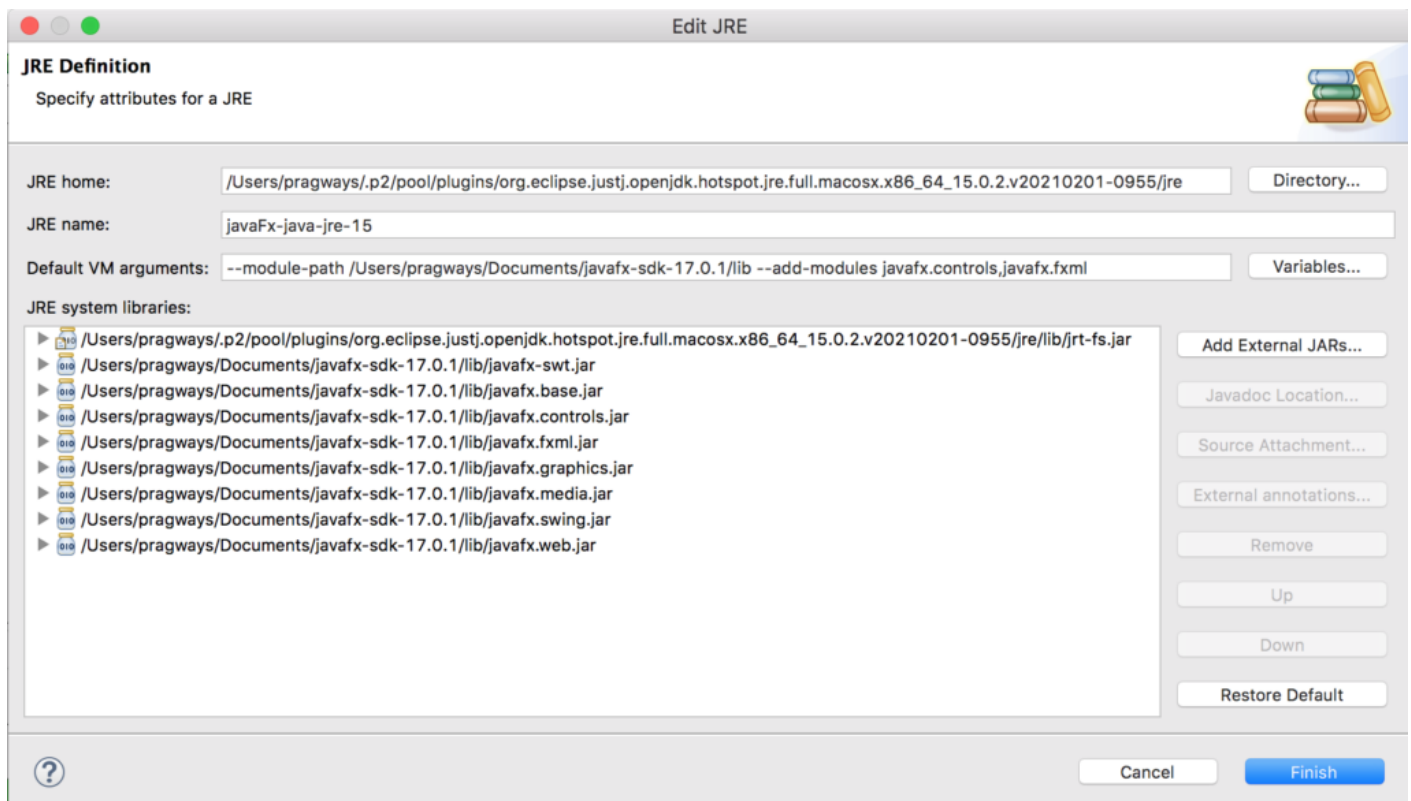 Edit JRE
JRE Definition
Specify attributes for a JRE
JRE home: /Users/pragways/.p2/pool/plugins/org.eclipse.justj.openjdk.hotspot.jre.full.macosx.x86_64_15.0.2.v20210201-0955/jre Directory...
JRE name: javaFx-java-jre-15
Default VM arguments: --module-path /Users/pragways/Documents/javafx-sdk-17.0.1/lib --add-modules javafx.controls,javafx.fxml Variables...
JRE system libraries:
/Users/pragways/.p2/pool/plugins/org.eclipse.justj.openjdk.hotspot.jre.full.macosx.x86_64_15.0.2.v20210201-0955/jre/lib/jrt-fs.jar
/Users/pragways/Documents/javafx-sdk-17.0.1/lib/javafx-swt.jar
/Users/pragways/Documents/javafx-sdk-17.0.1/lib/javafx.base.jar
/Users/pragways/Documents/javafx-sdk-17.0.1/lib/javafx.controls.jar
/Users/pragways/Documents/javafx-sdk-17.0.1/lib/javafx.fxml.jar
/Users/pragways/Documents/javafx-sdk-17.0.1/lib/javafx.graphics.jar
/Users/pragways/Documents/javafx-sdk-17.0.1/lib/javafx.media.jar
/Users/pragways/Documents/javafx-sdk-17.0.1/lib/javafx.swing.jar
/Users/pragways/Documents/javafx-sdk-17.0.1/lib/javafx.web.jar
Add External JARs...
Javadoc Location...
Source Attachment...
External annotations...
Remove
Up
Down
Restore Default
? Cancel Finish